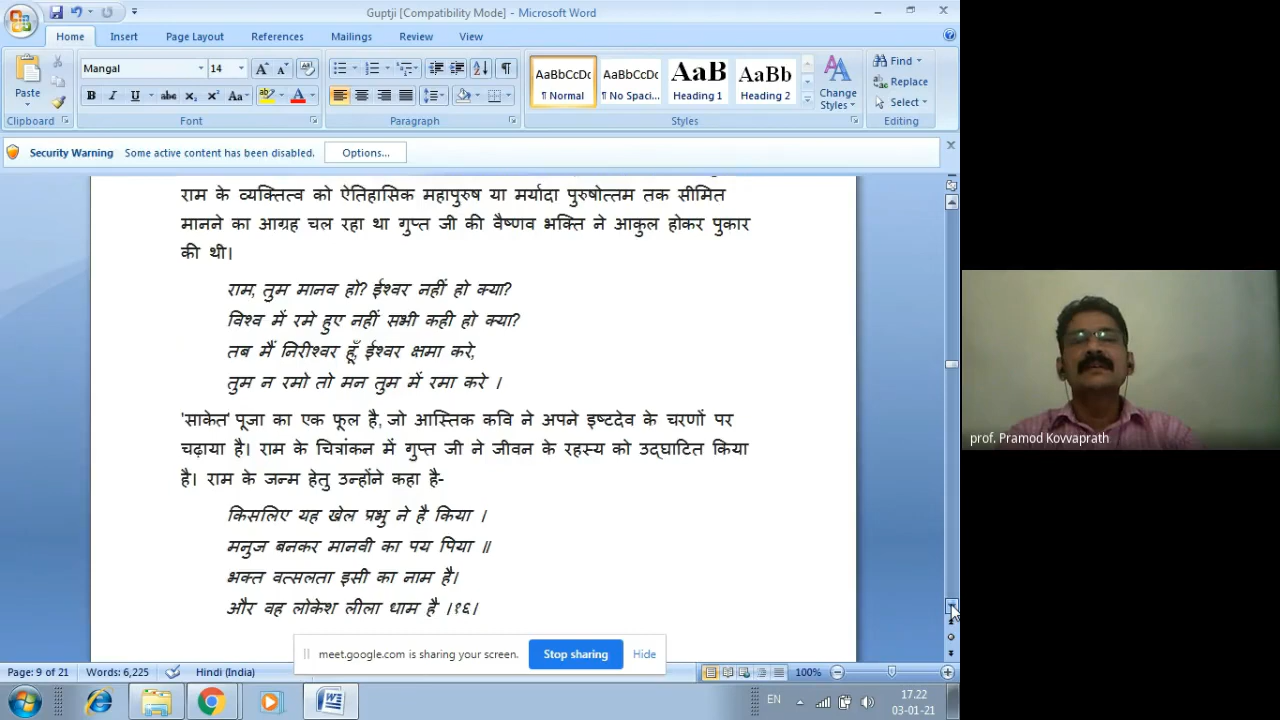 Guptji [Compatibility Mode] - Microsoft Word
Home Insert Page Layout References Mailings Review View
Paste
Clipboard
Mangal 14
Font
Paragraph
AaBbCcDc AaBbCcDc AaB AaBb
¶ Normal ¶ No Spaci... Heading 1 Heading 2
Change Styles
Styles
Find
Replace
Select
Editing
Security Warning Some active content has been disabled. Options...
राम के व्यक्तित्व को ऐतिहासिक महापुरुष या मर्यादा पुरुषोत्तम तक सीमित
मानने का आग्रह चल रहा था गुप्त जी की वैष्णव भक्ति ने आकुल होकर पुकार
की थी।
राम, तुम मानव हो? ईश्वर नहीं हो क्या?
विश्व में रमे हुए नहीं सभी कही हो क्या?
तब मैं निरीश्वर हूँ, ईश्वर क्षमा करे,
तुम न रमो तो मन तुम में रमा करे ।
'साकेत' पूजा का एक फूल है, जो आस्तिक कवि ने अपने इष्टदेव के चरणों पर
चढ़ाया है। राम के चित्रांकन में गुप्त जी ने जीवन के रहस्य को उद्घाटित किया
है। राम के जन्म हेतु उन्होंने कहा है-
किसलिए यह खेल प्रभु ने है किया ।
मनुज बनकर मानवी का पय पिया ॥
भक्त वत्सलता इसी का नाम है।
और वह लोकेश लीला धाम है ।१६।
meet.google.com is sharing your screen. Stop sharing Hide
Page: 9 of 21 Words: 6,225 Hindi (India) 100%
EN 17.22
03-01-21
prof. Pramod Kovvaprath